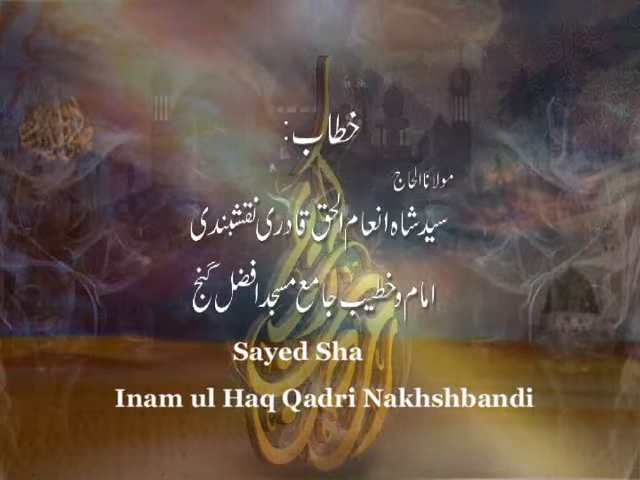 خطاب:
مولانا الحاج
سید شاہ انعام الحق قادری نقشبندی
امام و خطیب جامع مسجد افضل گنج
Sayed Sha
Inam ul Haq Qadri Nakhshbandi